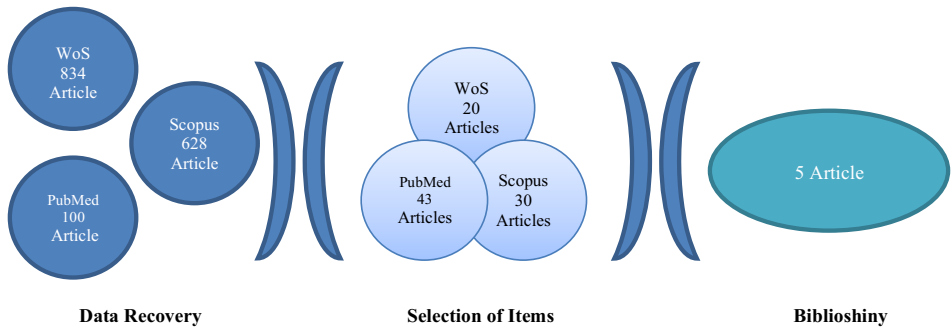 WoS
834
Article
Scopus
628
Article
PubMed
100
Article
WoS
20
Articles
PubMed
43
Articles
Scopus
30
Articles
5 Article
Data Recovery
Selection of Items
Biblioshiny